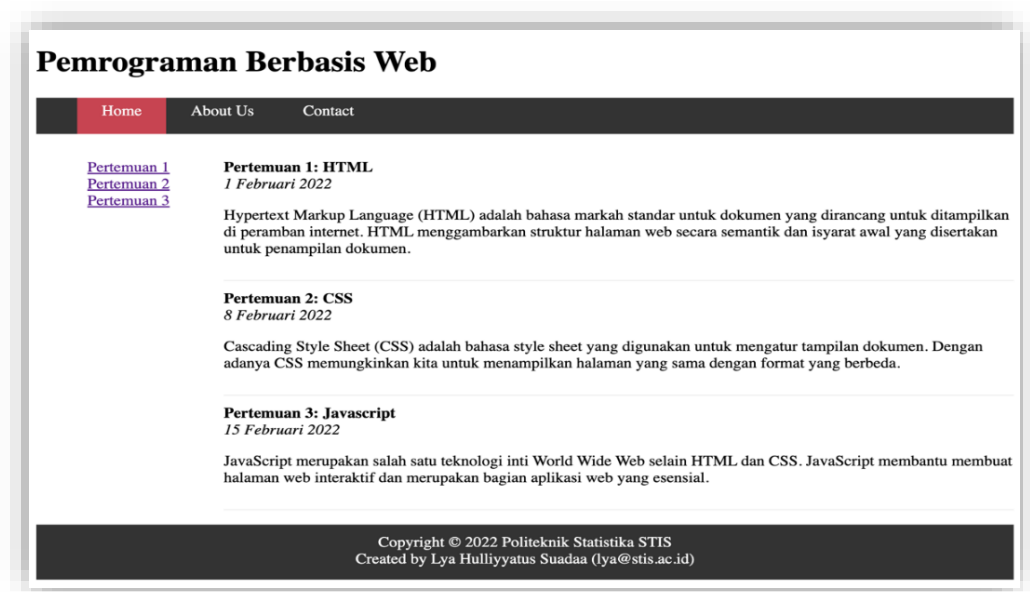 Pemrograman Berbasis Web
Home About Us Contact
Pertemuan 1
Pertemuan 2
Pertemuan 3
Pertemuan 1: HTML
1 Februari 2022
Hypertext Markup Language (HTML) adalah bahasa markah standar untuk dokumen yang dirancang untuk ditampilkan
di peramban internet. HTML menggambarkan struktur halaman web secara semantik dan isyarat awal yang disertakan
untuk penampilan dokumen.
Pertemuan 2: CSS
8 Februari 2022
Cascading Style Sheet (CSS) adalah bahasa style sheet yang digunakan untuk mengatur tampilan dokumen. Dengan
adanya CSS memungkinkan kita untuk menampilkan halaman yang sama dengan format yang berbeda.
Pertemuan 3: Javascript
15 Februari 2022
JavaScript merupakan salah satu teknologi inti World Wide Web selain HTML dan CSS. JavaScript membantu membuat
halaman web interaktif dan merupakan bagian aplikasi web yang esensial.
Copyright © 2022 Politeknik Statistika STIS
Created by Lya Hulliyyatus Suadaa (lya@stis.ac.id)